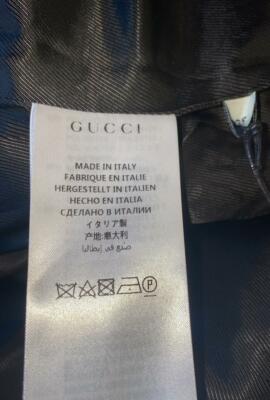 GUCCI
MADE IN ITALY
FABRIQUE EN ITALIE
HERGESTELLT IN ITALIEN
HECHO EN ITALIA
СДЕЛАНО В ИТАЛИИ
イタリア製
产地:意大利
صنع في إيطاليا